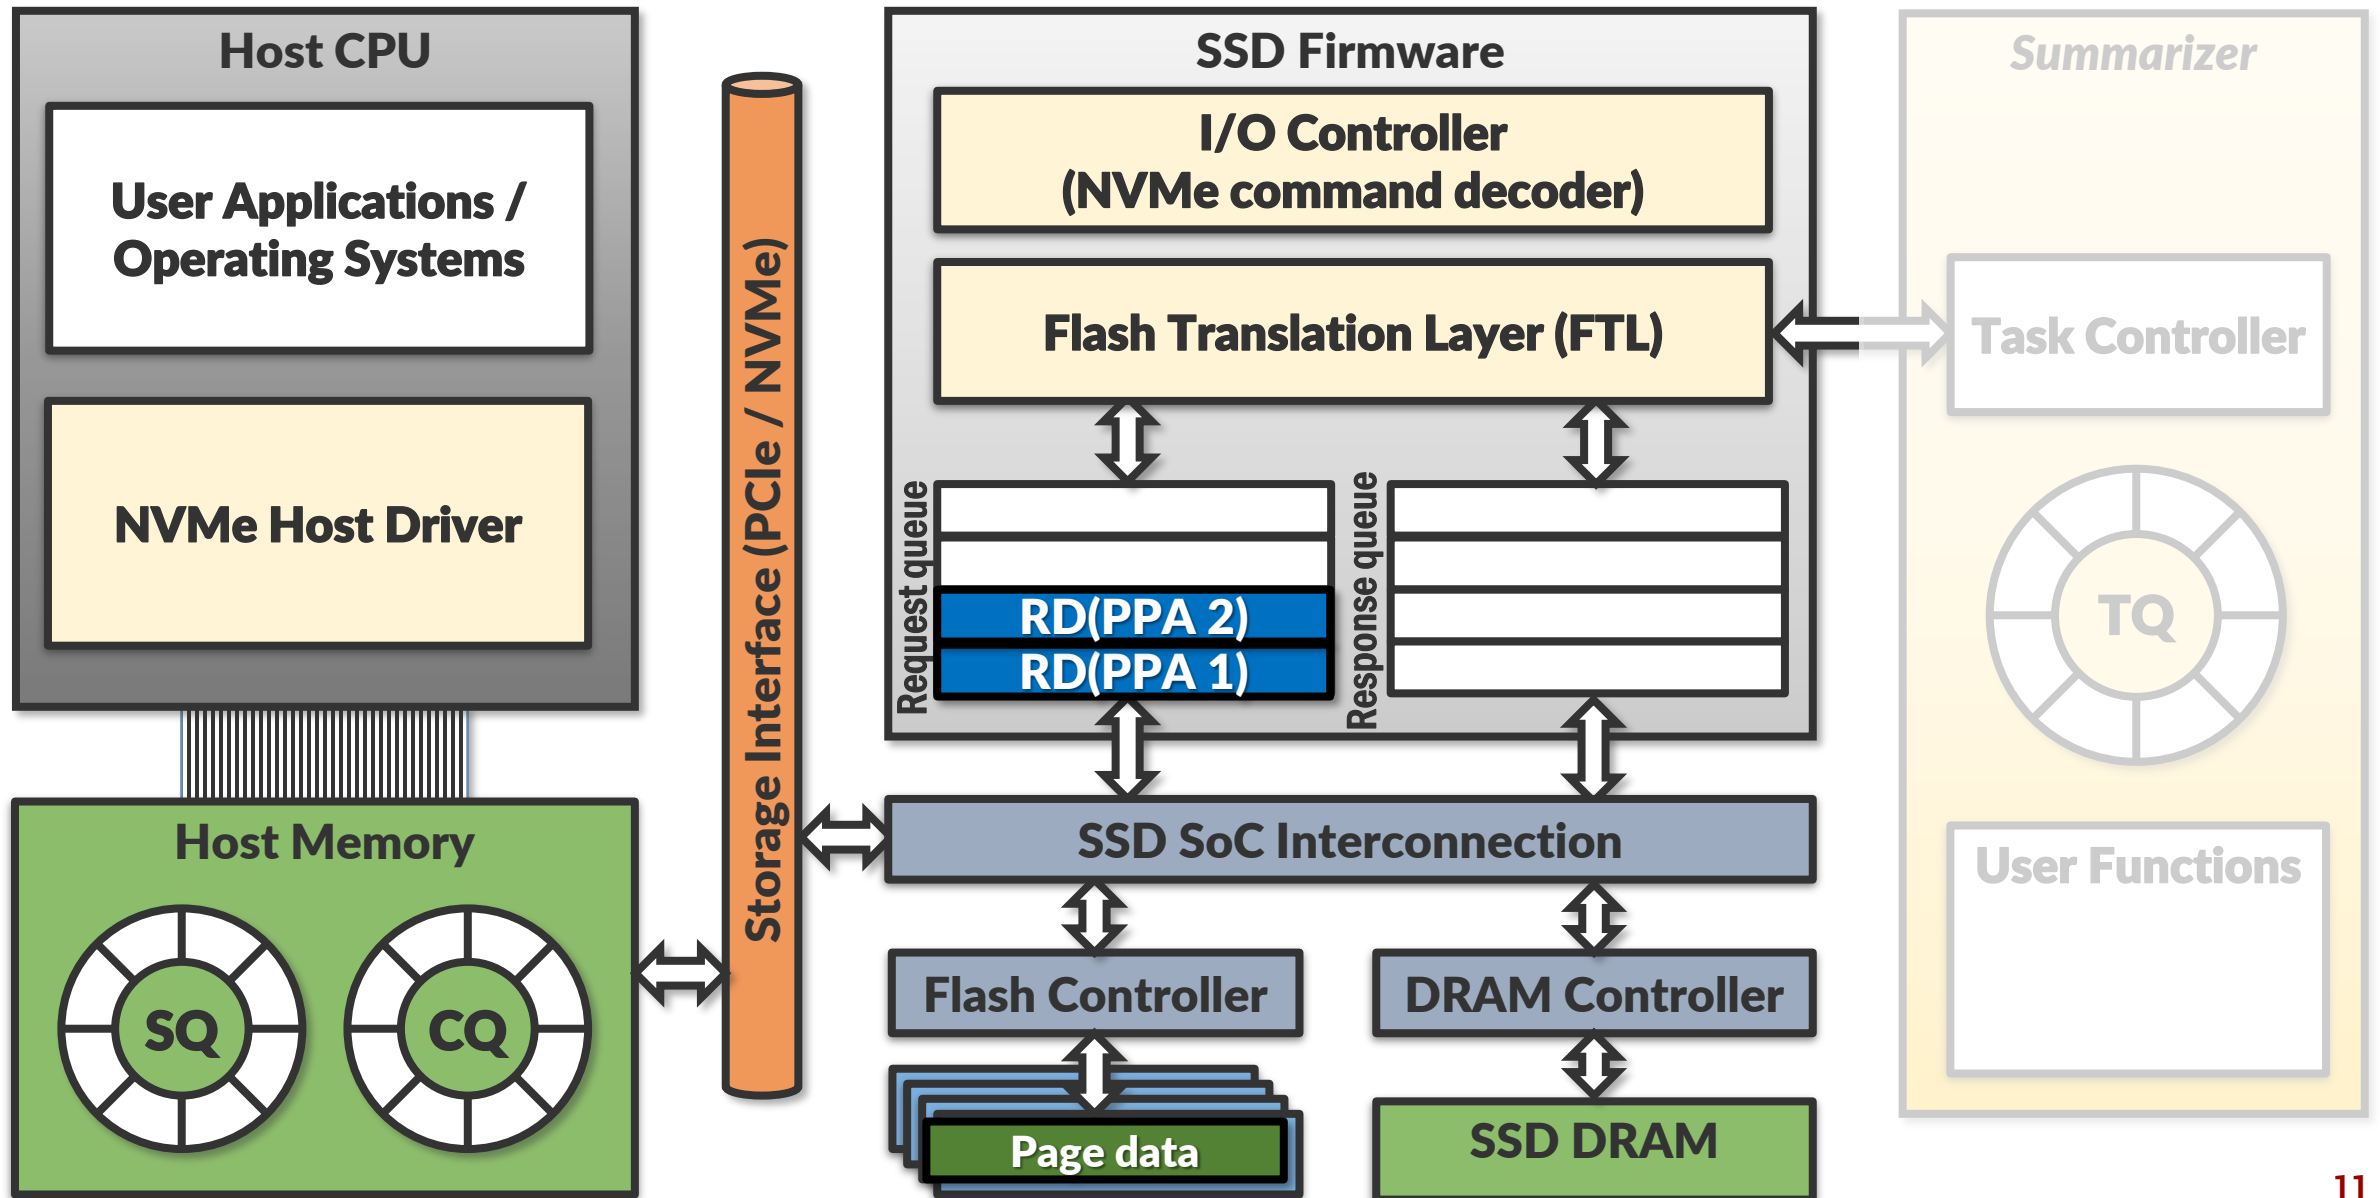 Host CPU
User Applications /
Operating Systems
NVMe Host Driver
Host Memory
SQ
CQ
Storage Interface (PCIe / NVMe)
SSD Firmware
I/O Controller
(NVMe command decoder)
Flash Translation Layer (FTL)
Request queue
RD(PPA 2)
RD(PPA 1)
Response queue
SSD SoC Interconnection
Flash Controller
DRAM Controller
Page data
SSD DRAM
Summarizer
Task Controller
TQ
User Functions
11